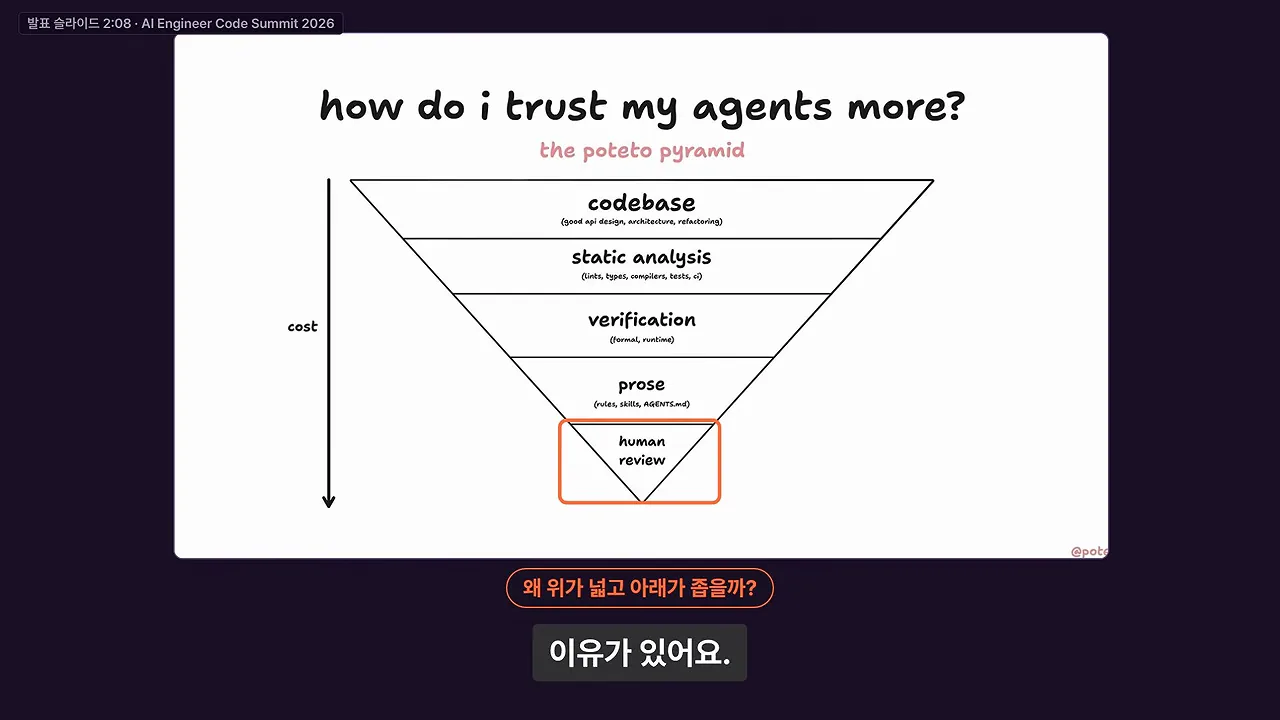 발표 슬라이드 2:08 · AI Engineer Code Summit 2026
how do i trust my agents more?
the poteto pyramid
codebase
(good api design, architecture, refactoring)
static analysis
(lints, types, compilers, tests, ci)
cost
verification
(formal, runtime)
prose
(rules, skills, AGENTS.md)
human
review
@pote
왜 위가 넓고 아래가 좁을까?
이유가 있어요.